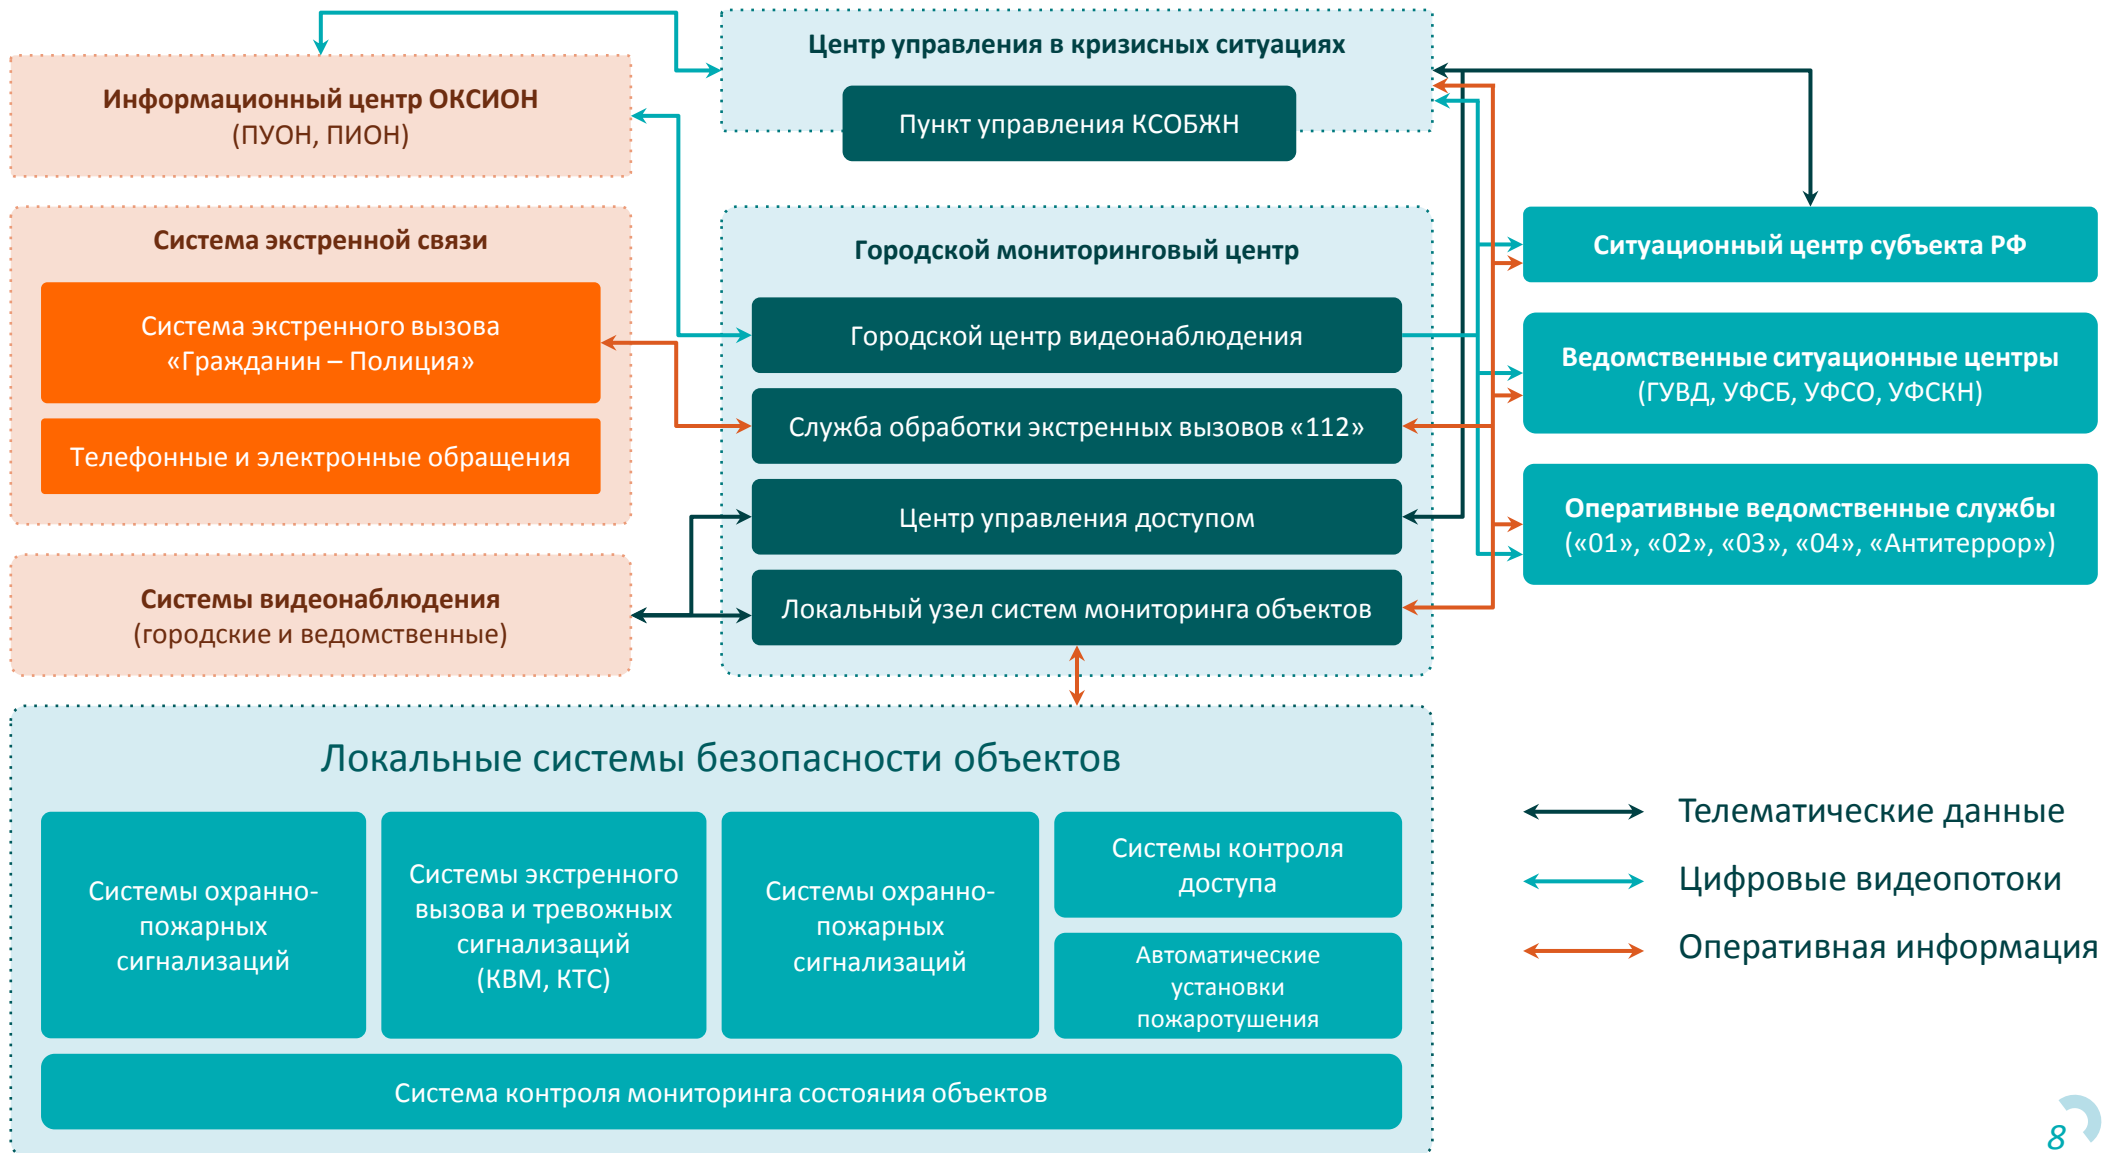 Центр управления в кризисных ситуациях
Пункт управления КСОБЖН
Информационный центр ОКСИОН
(ПУОН, ПИОН)
Система экстренной связи
Система экстренного вызова
«Гражданин – Полиция»
Телефонные и электронные обращения
Системы видеонаблюдения
(городские и ведомственные)
Городской мониторинговый центр
Городской центр видеонаблюдения
Служба обработки экстренных вызовов «112»
Центр управления доступом
Локальный узел систем мониторинга объектов
Ситуационный центр субъекта РФ
Ведомственные ситуационные центры
(ГУВД, УФСБ, УФСО, УФСКН)
Оперативные ведомственные службы
(«01», «02», «03», «04», «Антитеррор»)
Локальные системы безопасности объектов
Системы охранно-
пожарных
сигнализаций
Системы экстренного
вызова и тревожных
сигнализаций
(КВМ, КТС)
Системы охранно-
пожарных
сигнализаций
Системы контроля
доступа
Автоматические
установки
пожаротушения
Система контроля мониторинга состояния объектов
Телематические данные
Цифровые видеопотоки
Оперативная информация
8